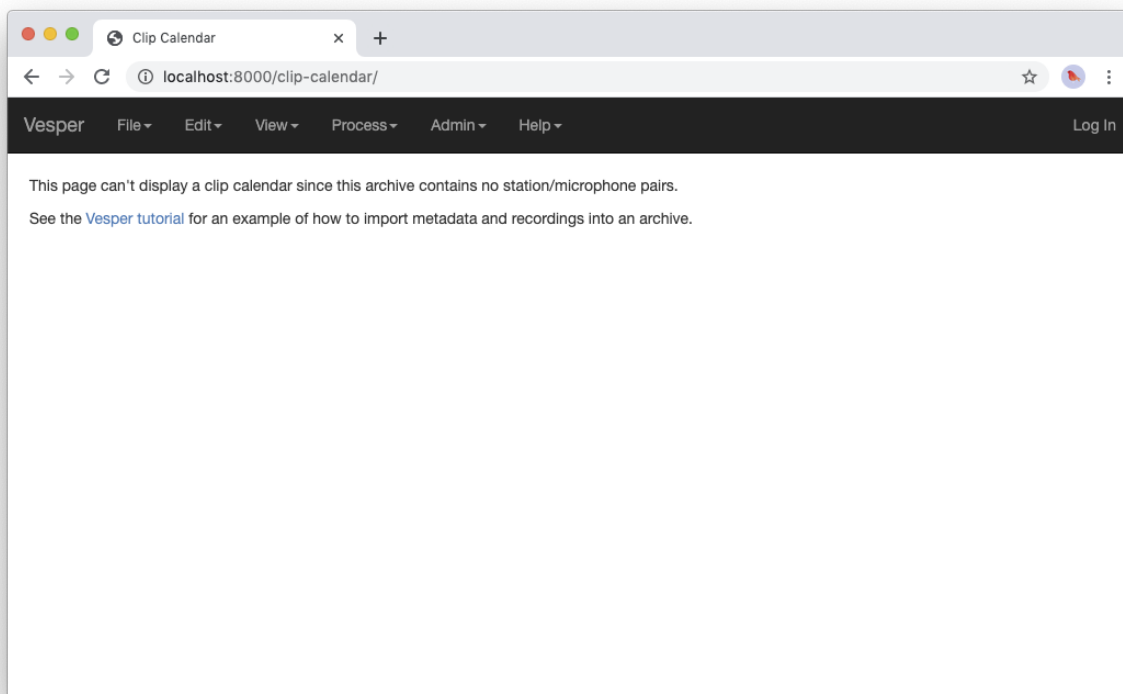 Clip Calendar
localhost:8000/clip-calendar/
Vesper File Edit View Process Admin Help Log In
This page can't display a clip calendar since this archive contains no station/microphone pairs.
See the Vesper tutorial for an example of how to import metadata and recordings into an archive.